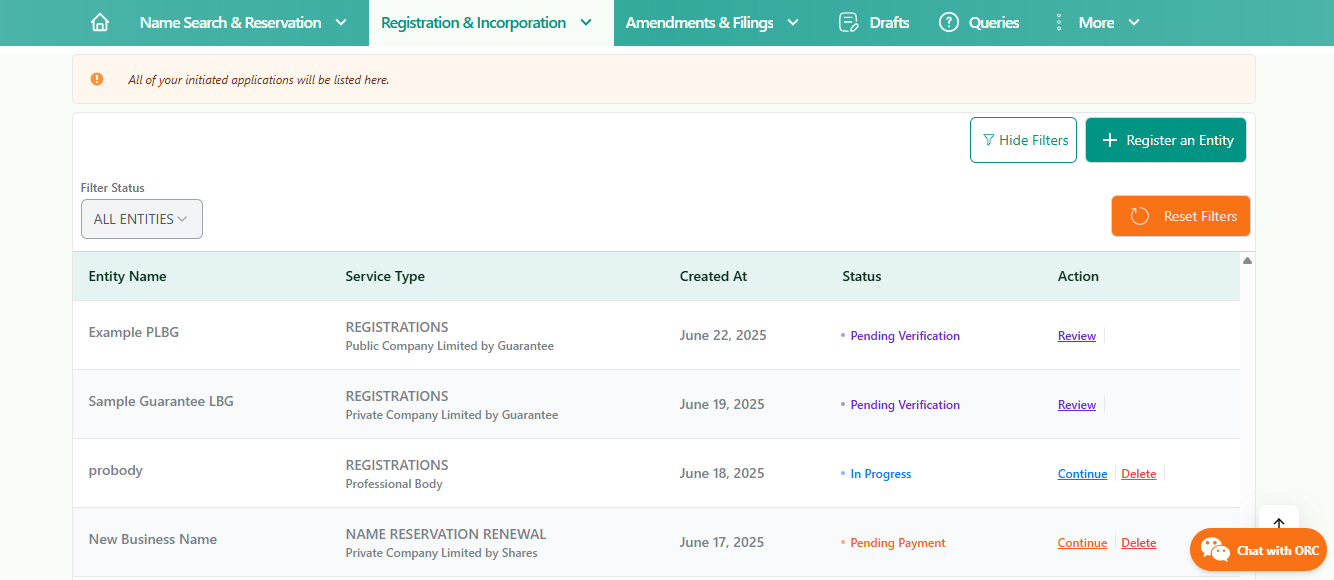 Name Search & Reservation
Registration & Incorporation
Amendments & Filings
Drafts
Queries
More
All of your initiated applications will be listed here.
Hide Filters
Register an Entity
Filter Status
ALL ENTITIES
Reset Filters
Entity Name Service Type Created At Status Action
Example PLBG
REGISTRATIONS
Public Company Limited by Guarantee
June 22, 2025
Pending Verification
Review
Sample Guarantee LBG
REGISTRATIONS
Private Company Limited by Guarantee
June 19, 2025
Pending Verification
Review
probody
REGISTRATIONS
Professional Body
June 18, 2025
In Progress
Continue Delete
New Business Name
NAME RESERVATION RENEWAL
Private Company Limited by Shares
June 17, 2025
Pending Payment
Continue Delete
Chat with ORC